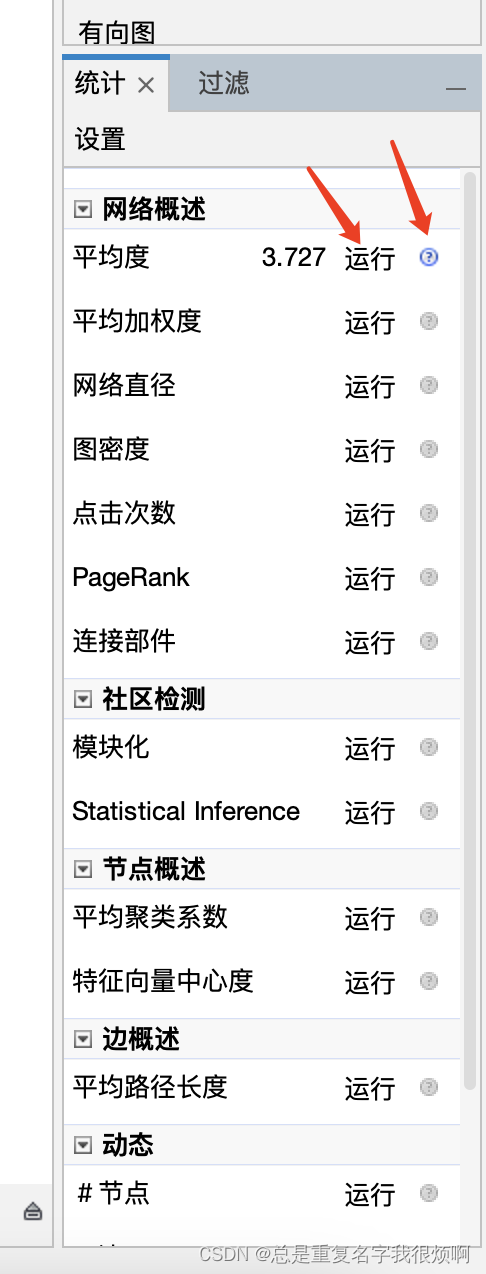 有向图
统计 × 过滤
设置
网络概述
平均度 3.727 运行
平均加权度 运行
网络直径 运行
图密度 运行
点击次数 运行
PageRank 运行
连接部件 运行
社区检测
模块化 运行
Statistical Inference 运行
节点概述
平均聚类系数 运行
特征向量中心度 运行
边概述
平均路径长度 运行
动态
# 节点 运行
CSDN @总是重复名字我很烦啊